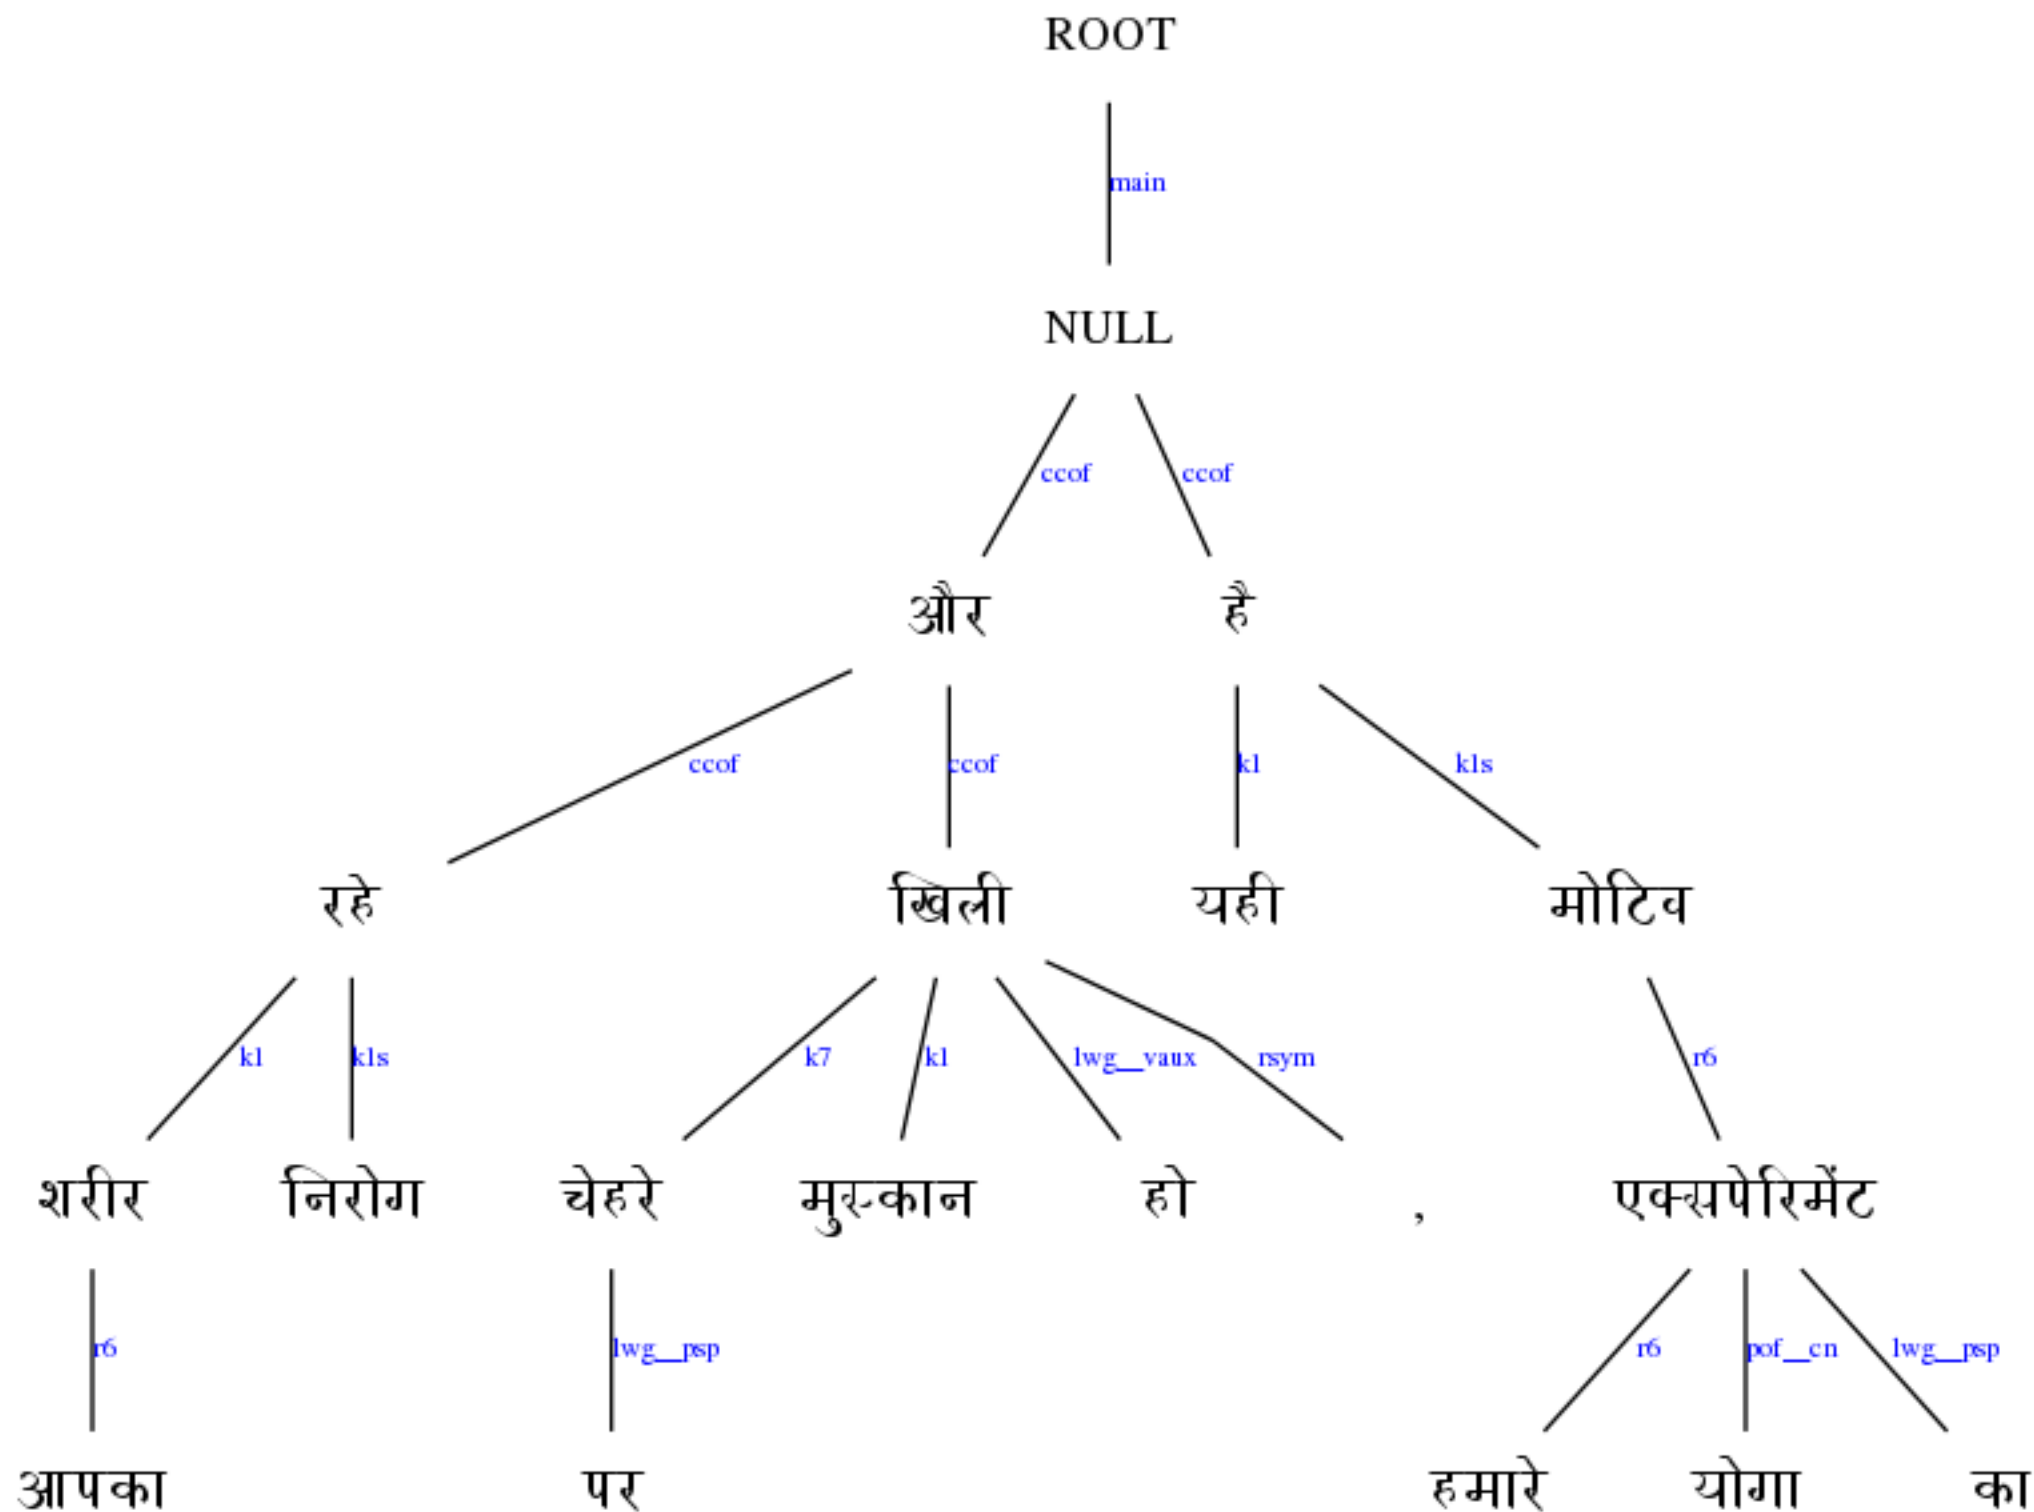 ROOT
main
NULL
ccof ccof
और है
ccof ccof k1 k1s
रहे खिली यही मोटिव
k1 k1s k7 k1 lwg__vaux rsym r6
शरीर निरोग चेहरे मुस्कान हो , एक्सपेरिमेंट
r6 lwg__psp r6 pof__cn lwg__psp
आपका पर हमारे योगा का